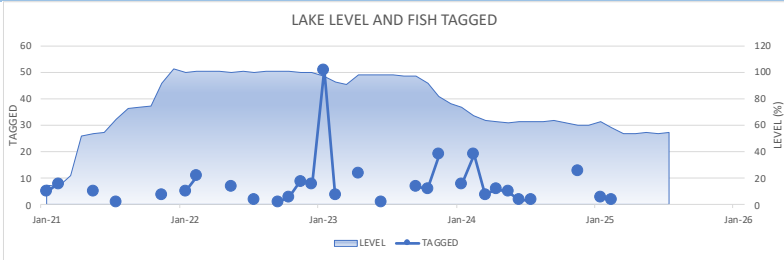 LAKE LEVEL AND FISH TAGGED
60
50
40
30
20
10
0
TAGGED
120
100
80
60
40
20
0
LEVEL (%)
Jan-21 Jan-22 Jan-23 Jan-24 Jan-25 Jan-26
LEVEL TAGGED